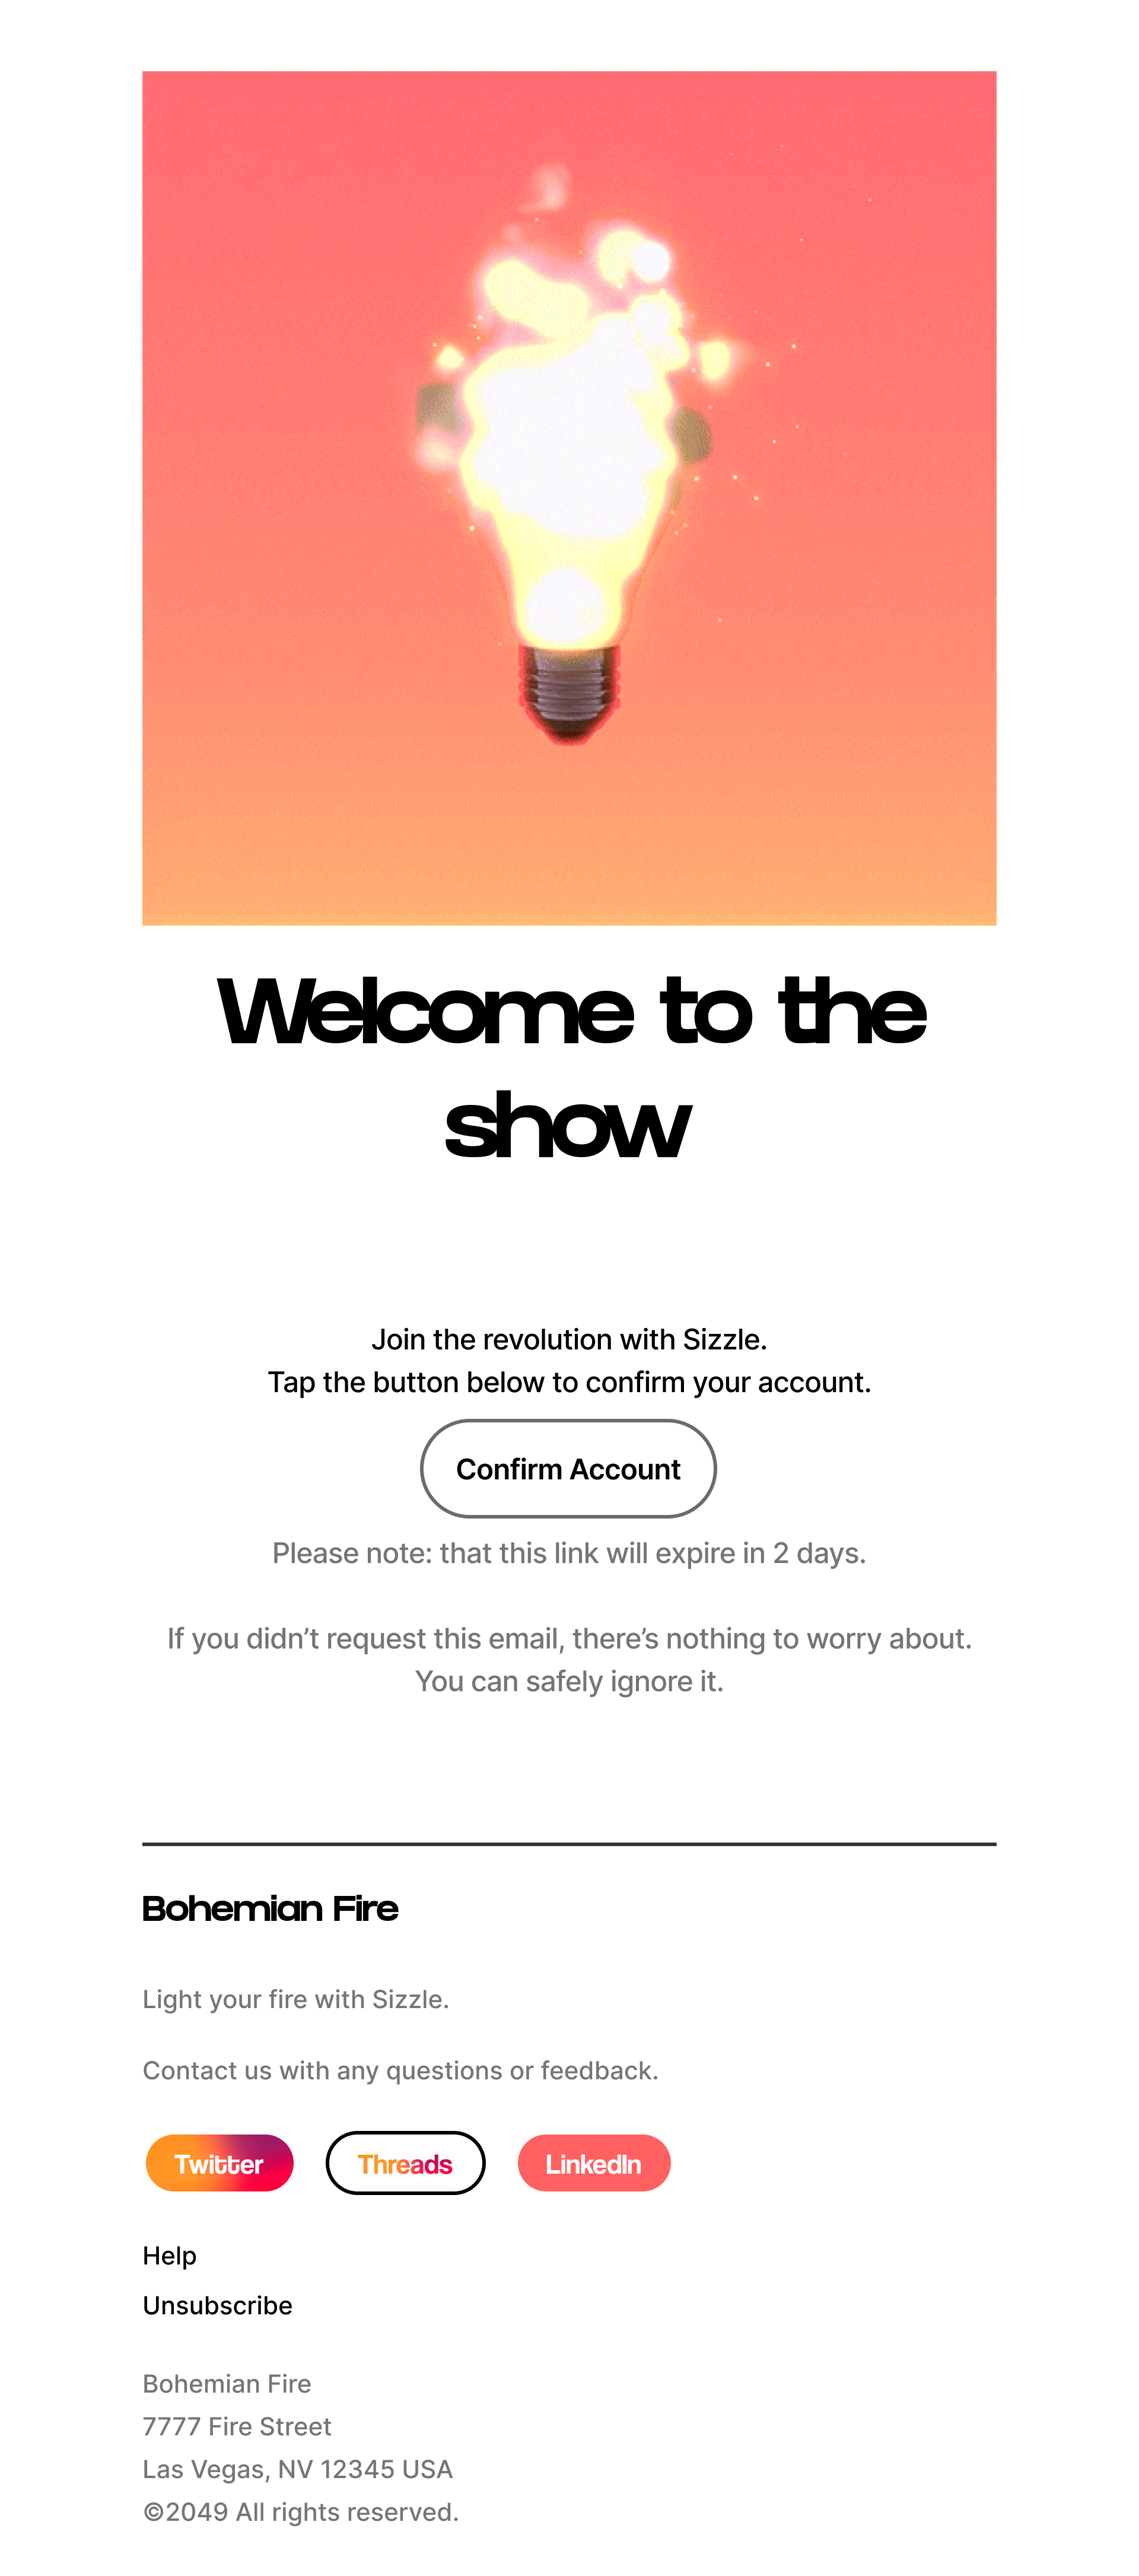 Welcome to the
show
Join the revolution with Sizzle.
Tap the button below to confirm your account.
Confirm Account
Please note: that this link will expire in 2 days.
If you didn’t request this email, there’s nothing to worry about.
You can safely ignore it.
Bohemian Fire
Light your fire with Sizzle.
Contact us with any questions or feedback.
Twitter Threads LinkedIn
Help
Unsubscribe
Bohemian Fire
7777 Fire Street
Las Vegas, NV 12345 USA
©2049 All rights reserved.